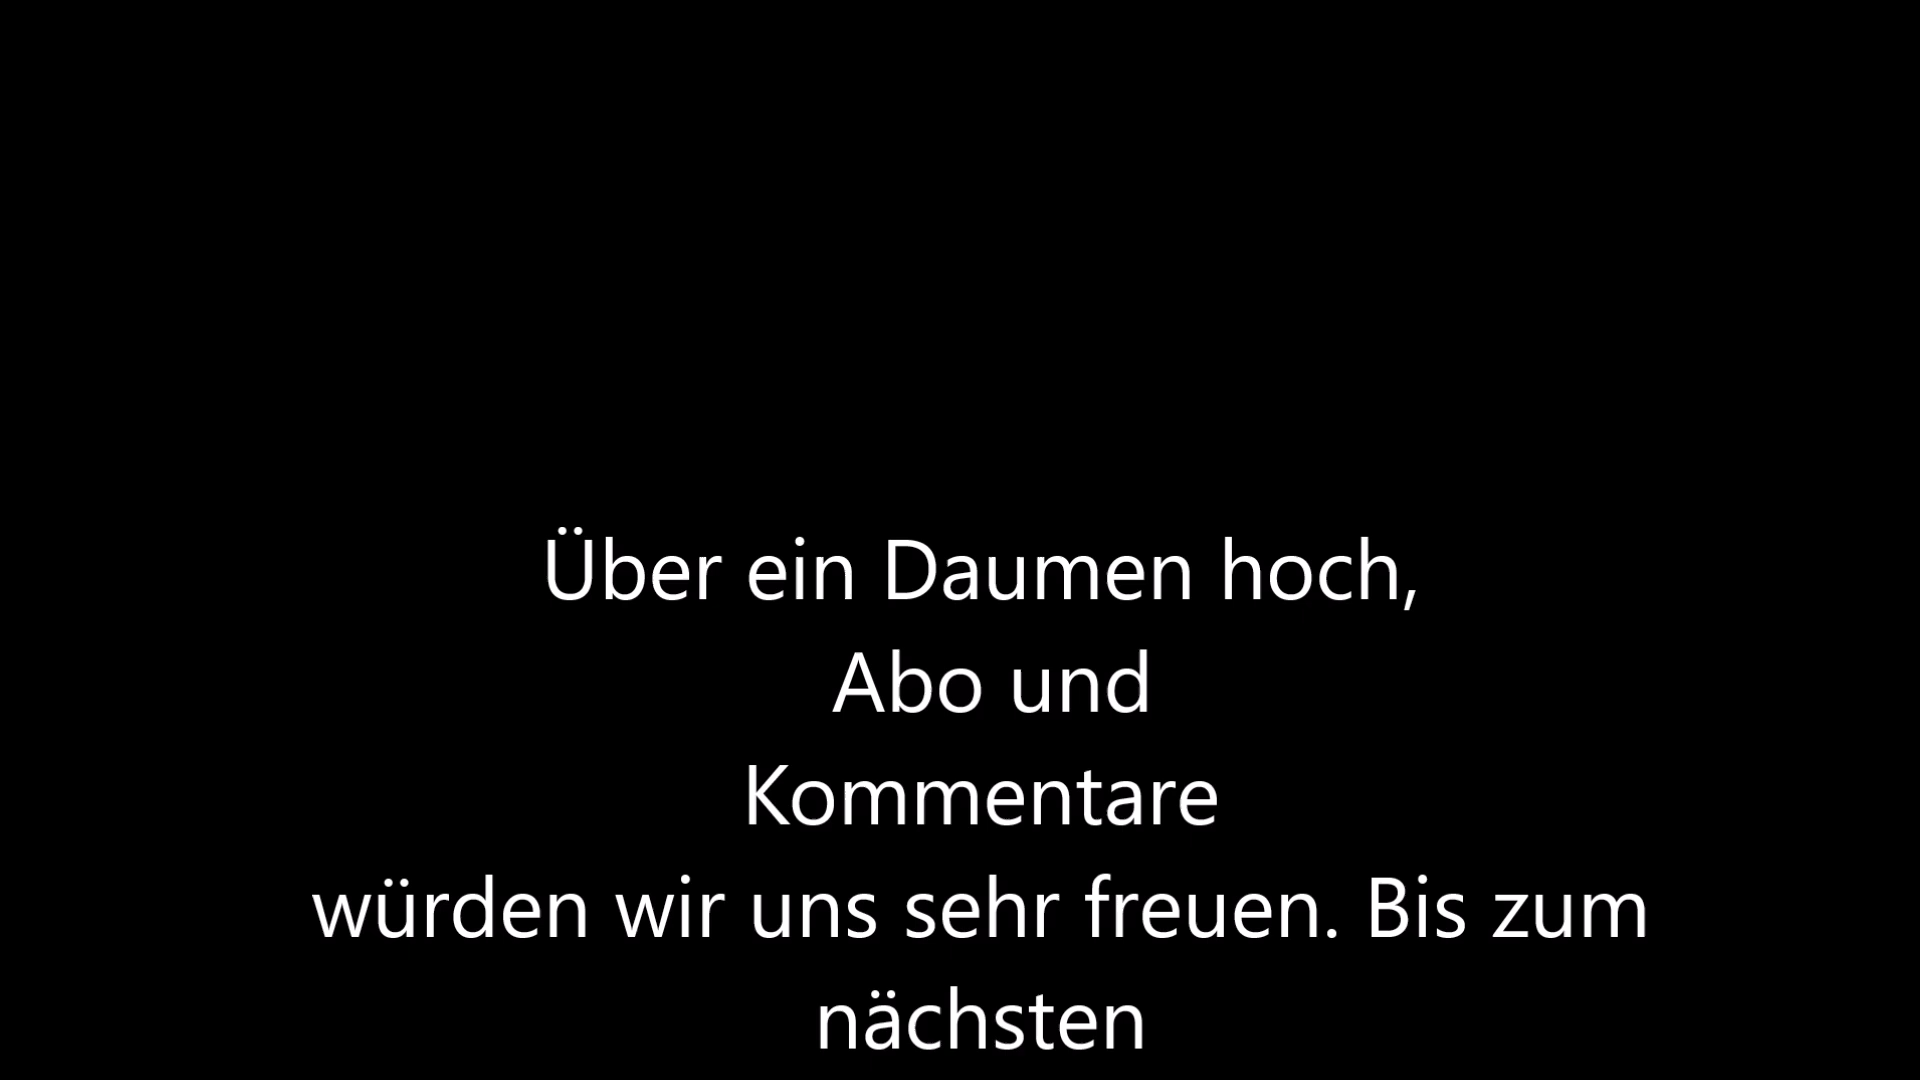 Über ein Daumen hoch,
Abo und
Kommentare
würden wir uns sehr freuen. Bis zum
nächsten